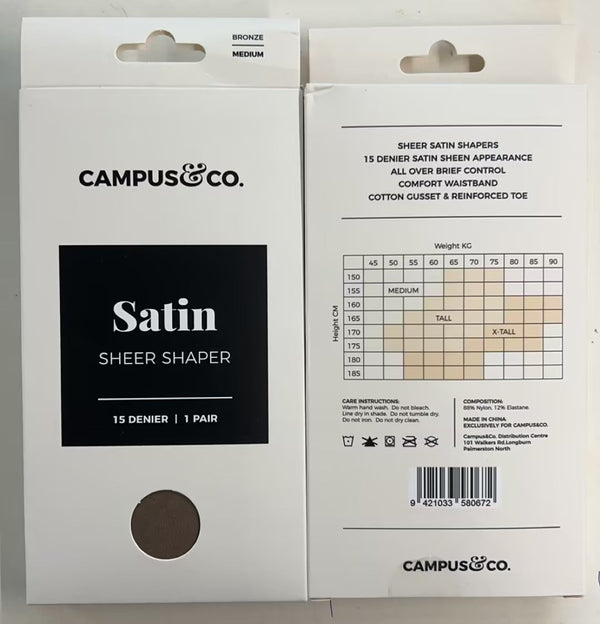 BRONZE
MEDIUM
CAMPUS&CO.
Satin
SHEER SHAPER
15 DENIER | 1 PAIR
SHEER SATIN SHAPERS
15 DENIER SATIN SHEEN APPEARANCE
ALL OVER BRIEF CONTROL
COMFORT WAISTBAND
COTTON GUSSET & REINFORCED TOE
Weight KG
45 50 55 60 65 70 75 80 85 90
Height CM
150
155 MEDIUM
160
165 TALL
170 X-TALL
175
180
185
CARE INSTRUCTIONS:
Warm hand wash. Do not bleach.
Line dry in shade. Do not tumble dry.
Do not iron. Do not dry clean.
COMPOSITION:
88% Nylon, 12% Elastane.
MADE IN CHINA
EXCLUSIVELY FOR CAMPUS&CO.
Campus&Co. Distribution Centre
101 Walkers Rd.Longburn
Palmerston North
9 421033 580672
CAMPUS&CO.